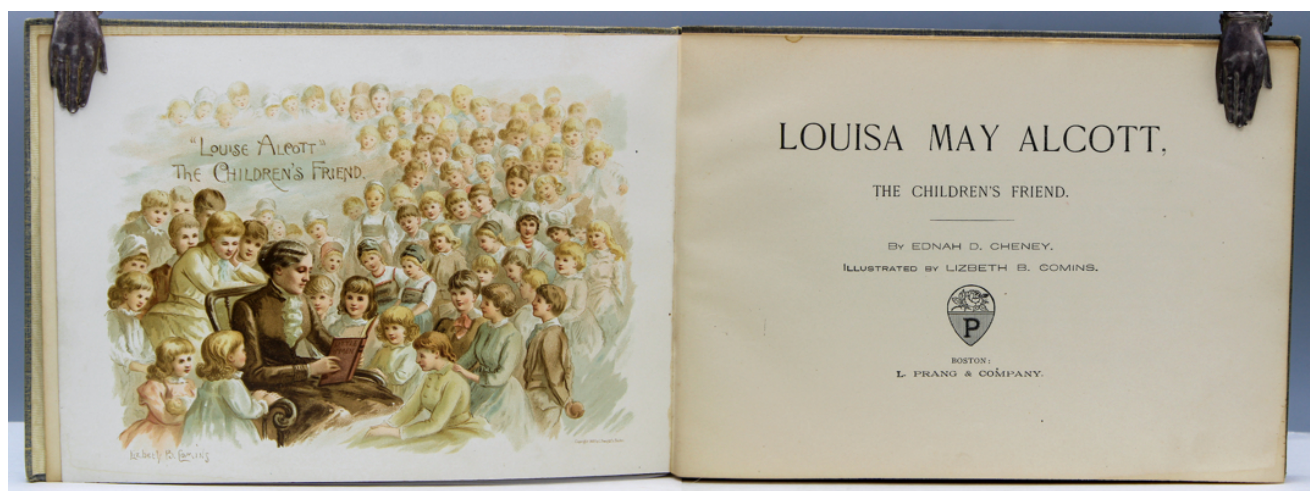 "LOUISE ALCOTT"
THE CHILDREN'S FRIEND.
LOUISA MAY ALCOTT,
THE CHILDREN'S FRIEND.
BY EDNAH D. CHENEY.
ILLUSTRATED BY LIZBETH B. COMINS.
P
BOSTON:
L. PRANG & COMPANY.